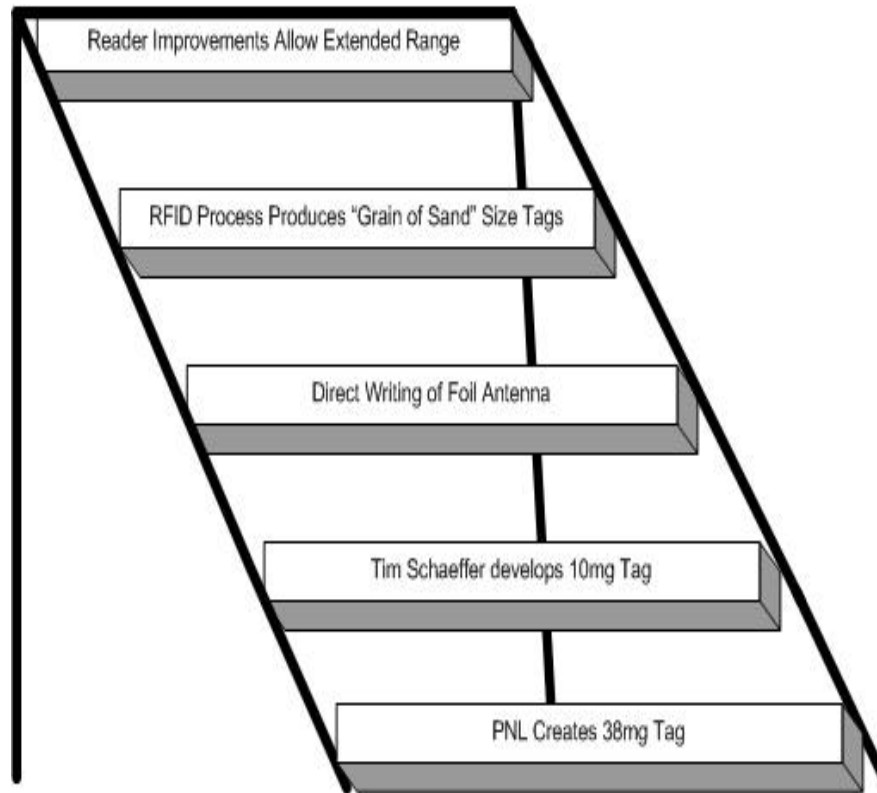 Reader Improvements Allow Extended Range
RFID Process Produces “Grain of Sand” Size Tags
Direct Writing of Foil Antenna
Tim Schaeffer develops 10mg Tag
PNL Creates 38mg Tag